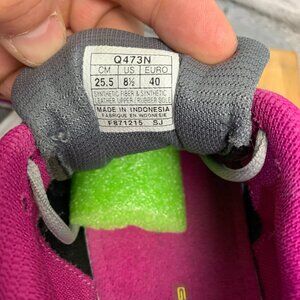 Q473N
CM US EURO
25.5 8½ 40
SYNTHETIC FIBER & SYNTHETIC
LEATHER UPPER / RUBBER SOLE
MADE IN INDONESIA
FABRIQUE EN INDONESIE
F871215 SJ